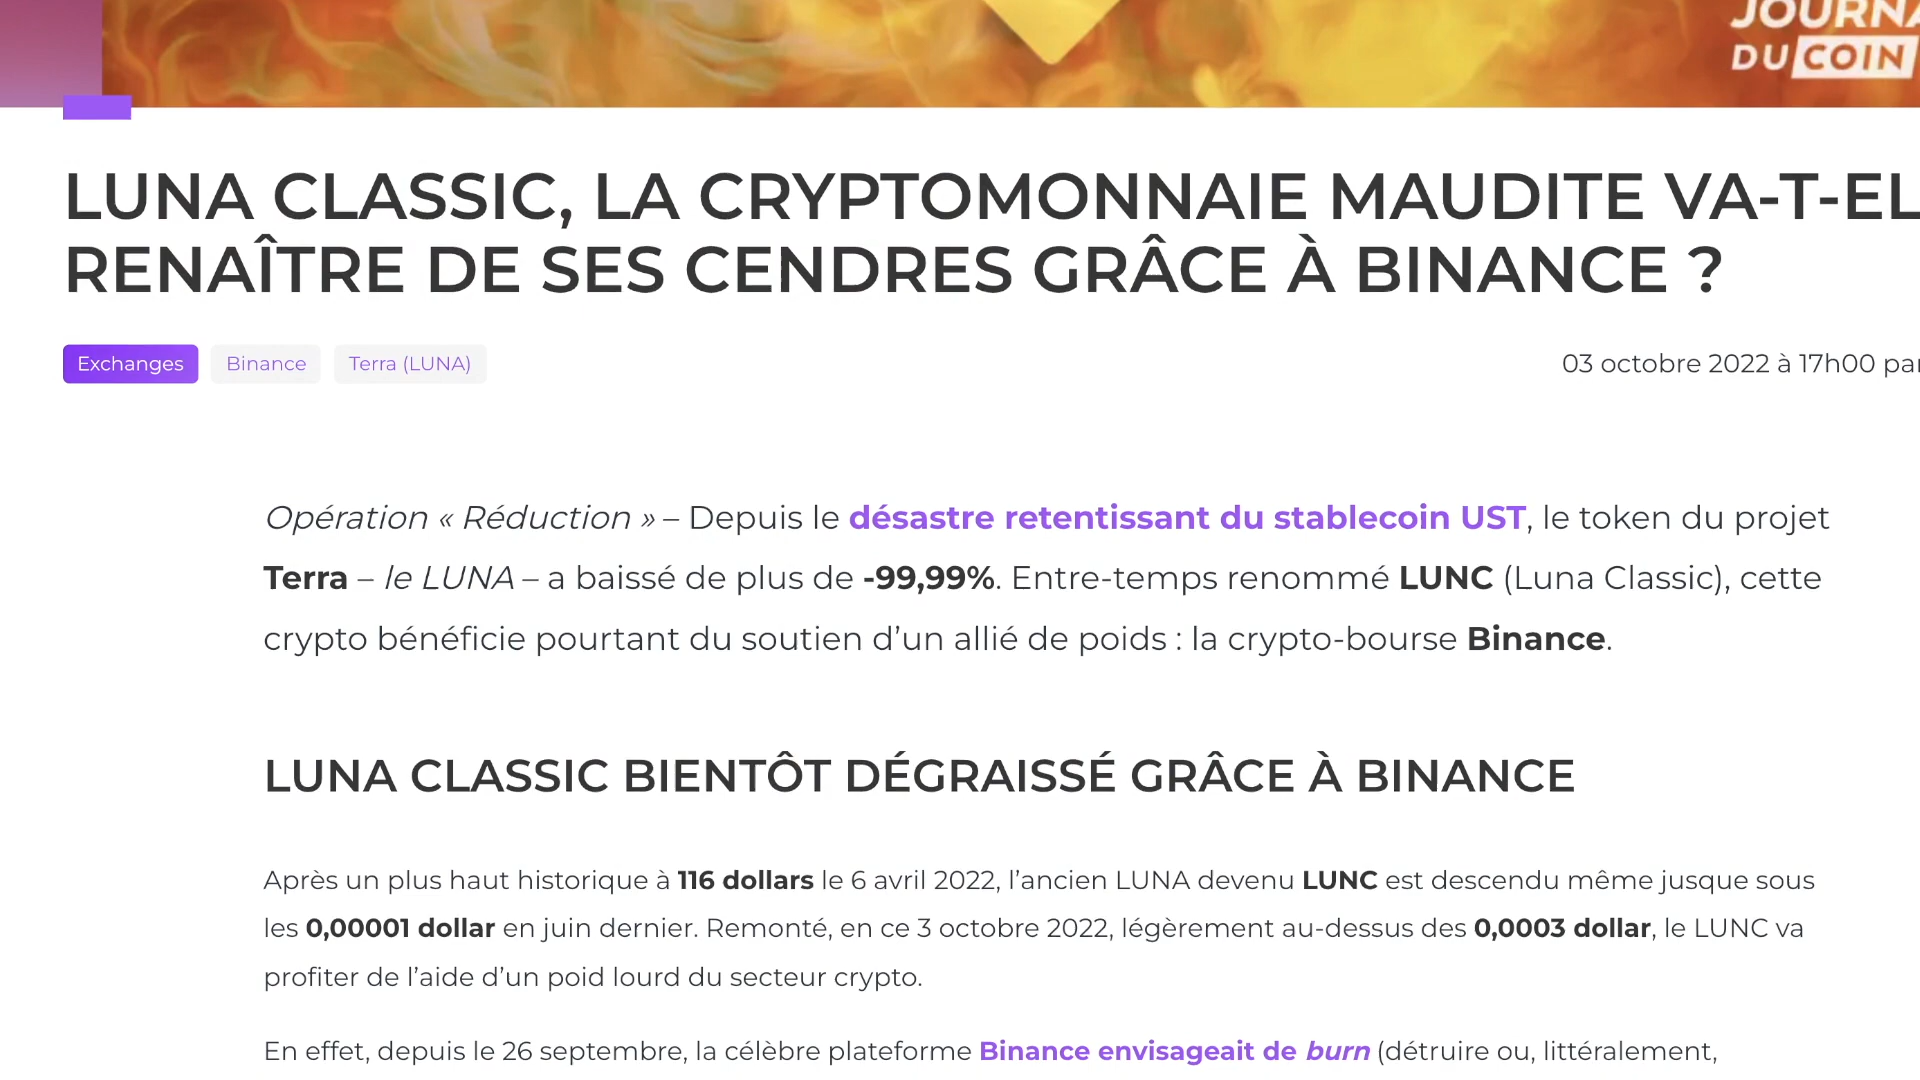 JOURNA
DU COIN
LUNA CLASSIC, LA CRYPTOMONNAIE MAUDITE VA-T-EL
RENAÎTRE DE SES CENDRES GRÂCE À BINANCE ?
Exchanges Binance Terra (LUNA)
03 octobre 2022 à 17h00 par
Opération « Réduction » – Depuis le désastre retentissant du stablecoin UST, le token du projet
Terra – le LUNA – a baissé de plus de -99,99%. Entre-temps renommé LUNC (Luna Classic), cette
crypto bénéficie pourtant du soutien d’un allié de poids : la crypto-bourse Binance.
LUNA CLASSIC BIENTÔT DÉGRAISSÉ GRÂCE À BINANCE
Après un plus haut historique à 116 dollars le 6 avril 2022, l’ancien LUNA devenu LUNC est descendu même jusque sous
les 0,00001 dollar en juin dernier. Remonté, en ce 3 octobre 2022, légèrement au-dessus des 0,0003 dollar, le LUNC va
profiter de l’aide d’un poid lourd du secteur crypto.
En effet, depuis le 26 septembre, la célèbre plateforme Binance envisageait de burn (détruire ou, littéralement,